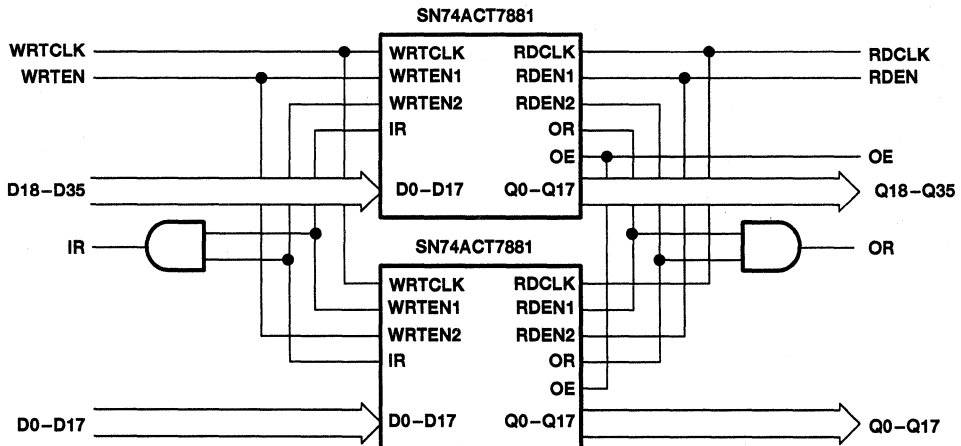 SN74ACT7881
WRTCLK WRTCLK RDCLK RDCLK
WRTEN WRTEN1 RDEN1 RDEN
WRTEN2 RDEN2
IR OR
OE OE
D18–D35 D0–D17 Q0–Q17 Q18–Q35
IR SN74ACT7881 OR
WRTCLK RDCLK
WRTEN1 RDEN1
WRTEN2 RDEN2
IR OR
OE
D0–D17 D0–D17 Q0–Q17 Q0–Q17